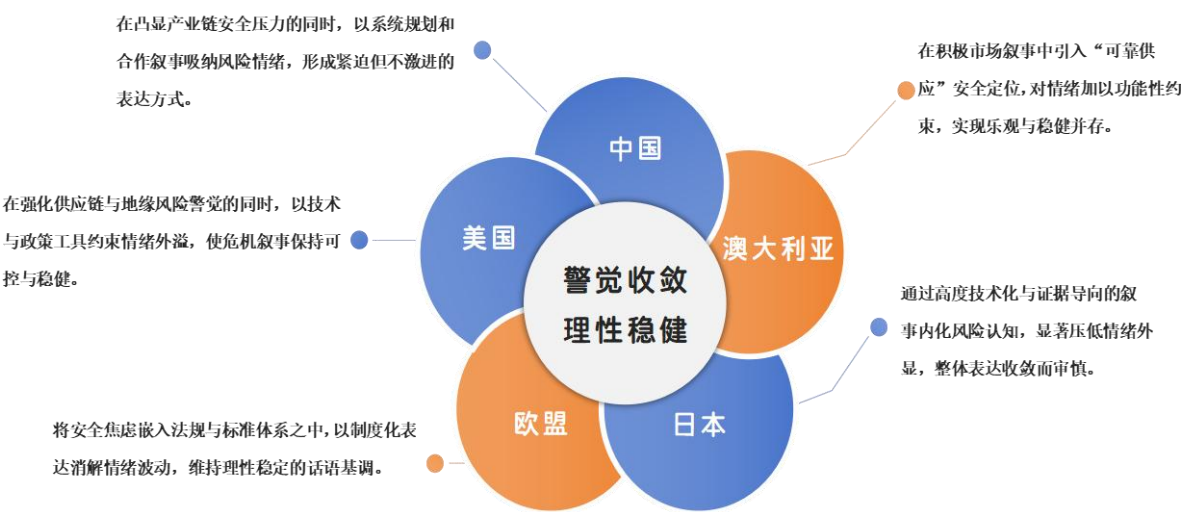 在凸显产业链安全压力的同时，以系统规划和
合作叙事吸纳风险情绪，形成紧迫但不激进的
表达方式。
在积极市场叙事中引入“可靠供
应”安全定位，对情绪加以功能性约
束，实现乐观与稳健并存。
中国
在强化供应链与地缘风险警觉的同时，以技术
与政策工具约束情绪外溢，使危机叙事保持可
控与稳健。
美国
澳大利亚
警觉收敛
理性稳健
通过高度技术化与证据导向的叙
事内化风险认知，显著压低情绪外
显，整体表达收敛而审慎。
将安全焦虑嵌入法规与标准体系之中，以制度化表
达消解情绪波动，维持理性稳定的话语基调。
欧盟
日本